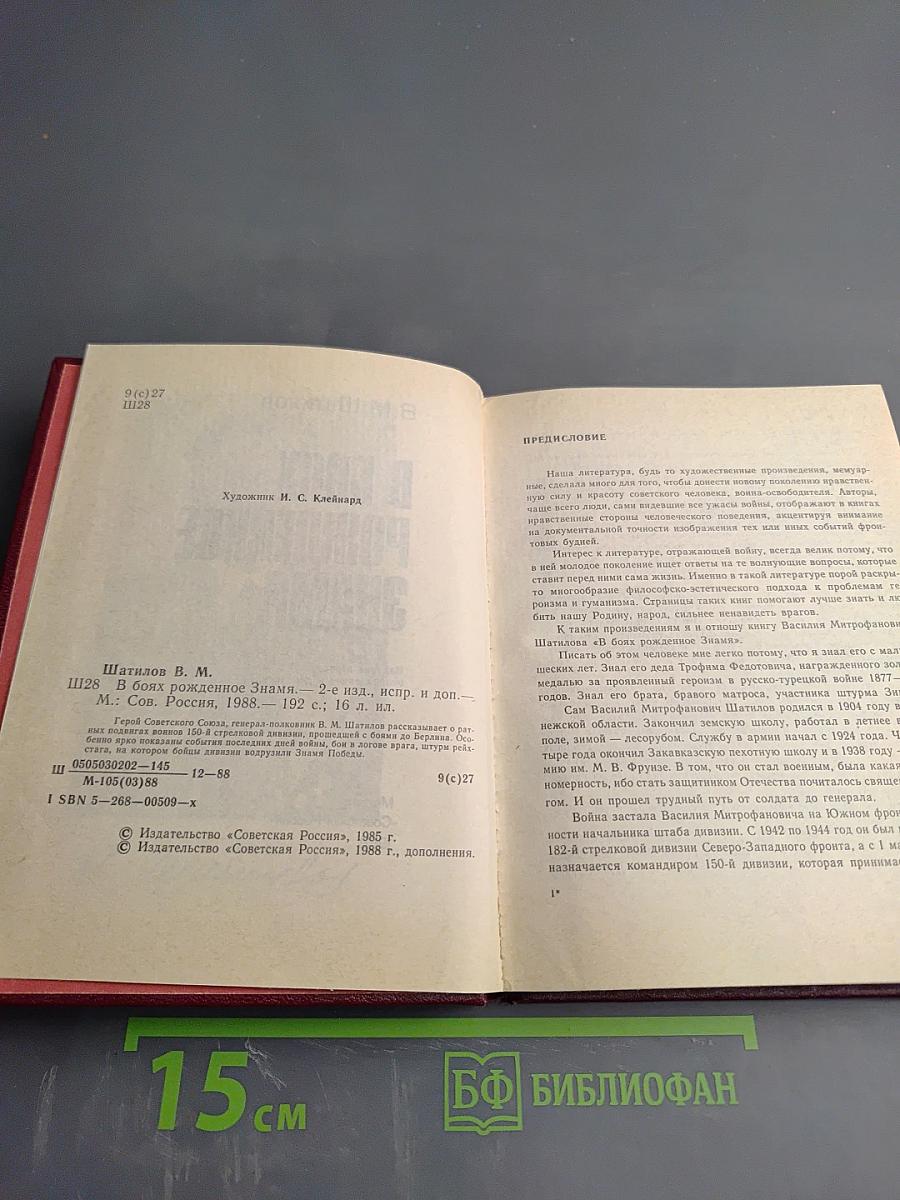 9(с)27
Ш28
Художник И. С. Клейнард
Шатилов В. М.
Ш28 В боях рожденное Знамя.— 2-е изд., испр. и доп.—
М.: Сов. Россия, 1988.— 192 с.; 16 л. ил.
Герой Советского Союза, генерал-полковник В. М. Шатилов рассказывает о рат-
ных подвигах воинов 150-й стрелковой дивизии, прошедшей с боями до Берлина. Осо-
бенно ярко показаны события последних дней войны, бои в логове врага, штурм рейх-
стага, на котором бойцы дивизии водрузили Знамя Победы.
Ш 0505030202—145
М-105(03)88 12—88 9(с)27
ISBN 5—268—00509—х
© Издательство «Советская Россия», 1985 г.
© Издательство «Советская Россия», 1988 г., дополнения.
ПРЕДИСЛОВИЕ
Наша литература, будь то художественные произведения, мемуар-
ные, сделала много для того, чтобы донести новому поколению нравствен-
ную силу и красоту советского человека, воина-освободителя. Авторы,
чаще всего люди, сами видевшие все ужасы войны, отображают в книгах
нравственные стороны человеческого поведения, акцентируя внимание
на документальной точности изображения тех или иных событий фрон-
товых будней.
Интерес к литературе, отражающей войну, всегда велик потому, что
в ней молодое поколение ищет ответы на те волнующие вопросы, которые
ставит перед ними сама жизнь. Именно в такой литературе порой раскры-
то многообразие философско-эстетического подхода к проблемам ге
роизма и гуманизма. Страницы таких книг помогают лучше знать и лю
бить нашу Родину, народ, сильнее ненавидеть врагов.
К таким произведениям я и отношу книгу Василия Митрофанови
Шатилова «В боях рожденное Знамя».
Писать об этом человеке мне легко потому, что я знал его с мал
шеских лет. Знал его деда Трофима Федотовича, награжденного зол
медалью за проявленный героизм в русско-турецкой войне 1877—
годов. Знал его брата, бравого матроса, участника штурма Зим
Сам Василий Митрофанович Шатилов родился в 1904 году в
нежской области. Закончил земскую школу, работал в летнее в
поле, зимой — лесорубом. Службу в армии начал с 1924 года. Ч
тыре года окончил Закавказскую пехотную школу и в 1938 году —
мию им. М. В. Фрунзе. В том, что он стал военным, была какая
номерность, ибо стать защитником Отечества почиталось свящ
гом. И он прошел трудный путь от солдата до генерала.
Война застала Василия Митрофановича на Южном фрон
ности начальника штаба дивизии. С 1942 по 1944 год он был
182-й стрелковой дивизии Северо-Западного фронта, а с 1 ма
назначается командиром 150-й дивизии, которая принима
1*
15 см
БФ БИБЛИОФАН